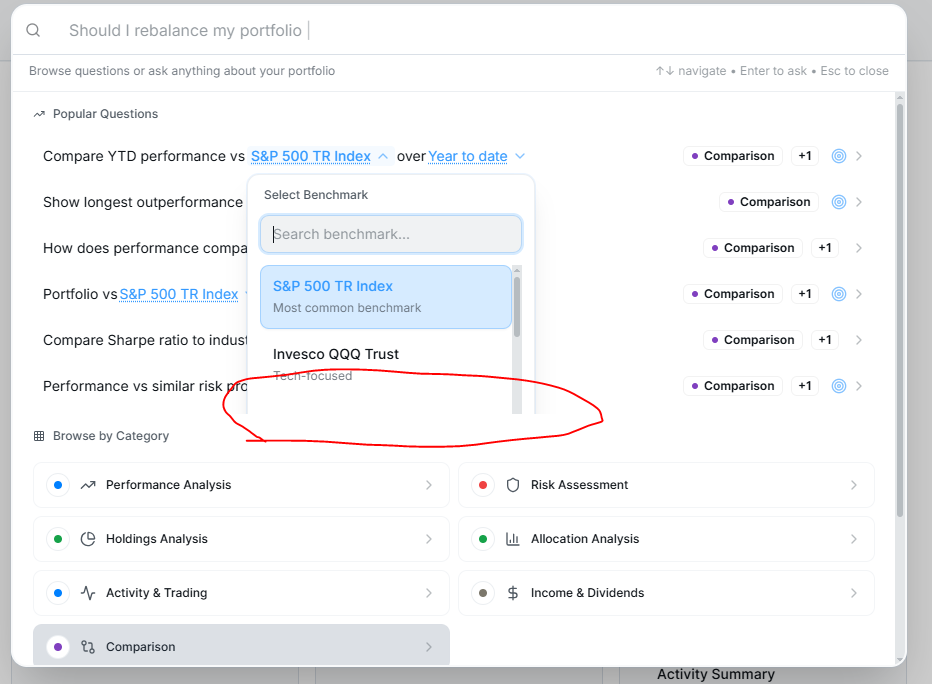 Should I rebalance my portfolio
Browse questions or ask anything about your portfolio ↑↓ navigate • Enter to ask • Esc to close
Popular Questions
Compare YTD performance vs S&P 500 TR Index over Year to date Comparison +1
Select Benchmark
Show longest outperformance Comparison
Search benchmark...
How does performance compa Comparison +1
S&P 500 TR Index
Portfolio vs S&P 500 TR Index Comparison +1
Most common benchmark
Compare Sharpe ratio to indust Comparison +1
Invesco QQQ Trust
Tech-focused
Performance vs similar risk pro Comparison +1
Browse by Category
Performance Analysis Risk Assessment
Holdings Analysis Allocation Analysis
Activity & Trading Income & Dividends
Comparison
Activity Summary